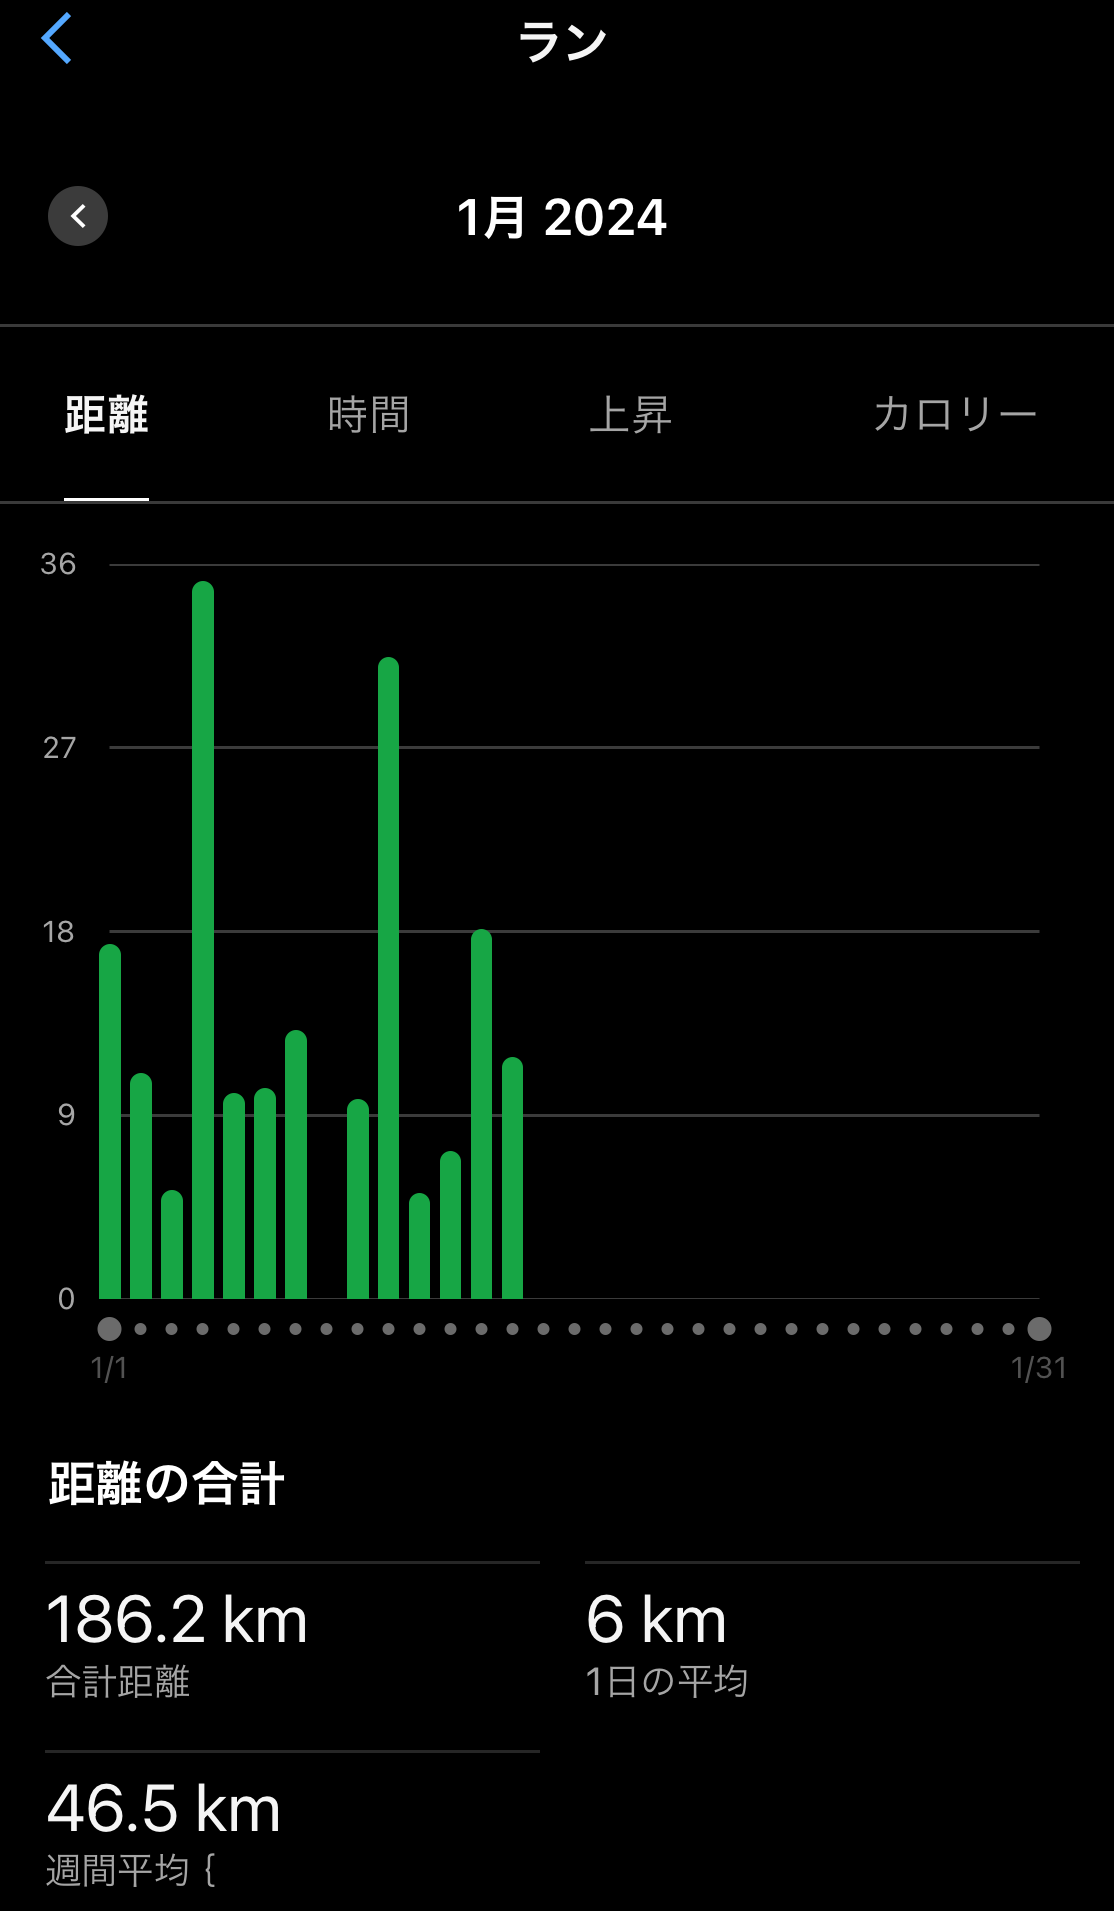 ラン
1月 2024
距離 時間 上昇 カロリー
36
27
18
9
0
1/1 1/31
距離の合計
186.2 km 6 km
合計距離 1日の平均
46.5 km
週間平均 {